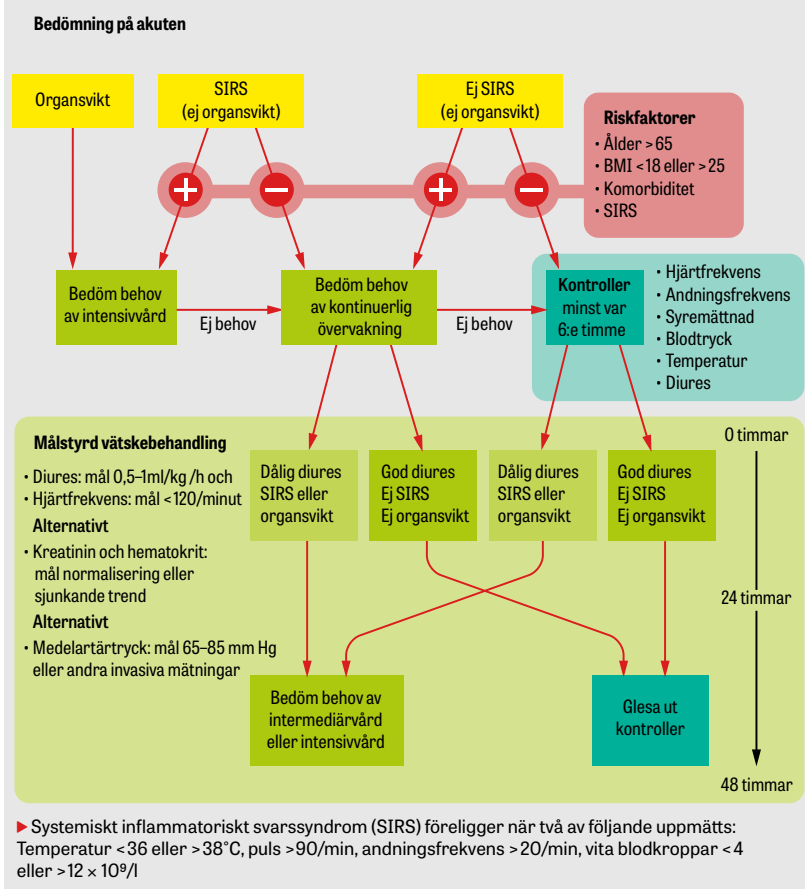 Bedömning på akuten
Organsvikt
SIRS
(ej organsvikt)
Ej SIRS
(ej organsvikt)
Riskfaktorer
· Ålder >65
· BMI <18 eller >25
· Komorbiditet
· SIRS
+
−
+
−
Bedöm behov
av intensivvård
Ej behov
Bedöm behov
av kontinuerlig
övervakning
Ej behov
Kontroller
minst var
6:e timme
· Hjärtfrekvens
· Andningsfrekvens
· Syremättnad
· Blodtryck
· Temperatur
· Diures
Målstyrd vätskebehandling
· Diures: mål 0,5–1ml/kg /h och
· Hjärtfrekvens: mål <120/minut
Alternativt
· Kreatinin och hematokrit:
mål normalisering eller
sjunkande trend
Alternativt
· Medelartärtryck: mål 65–85 mm Hg
eller andra invasiva mätningar
Dålig diures
SIRS eller
organsvikt
God diures
Ej SIRS
Ej organsvikt
Dålig diures
SIRS eller
organsvikt
God diures
Ej SIRS
Ej organsvikt
0 timmar
24 timmar
48 timmar
Bedöm behov av
intermediärvård
eller intensivvård
Glesa ut
kontroller
▶ Systemiskt inflammatoriskt svarssyndrom (SIRS) föreligger när två av följande uppmätts:
Temperatur <36 eller >38°C, puls >90/min, andningsfrekvens >20/min, vita blodkroppar <4
eller >12 × 10⁹/l